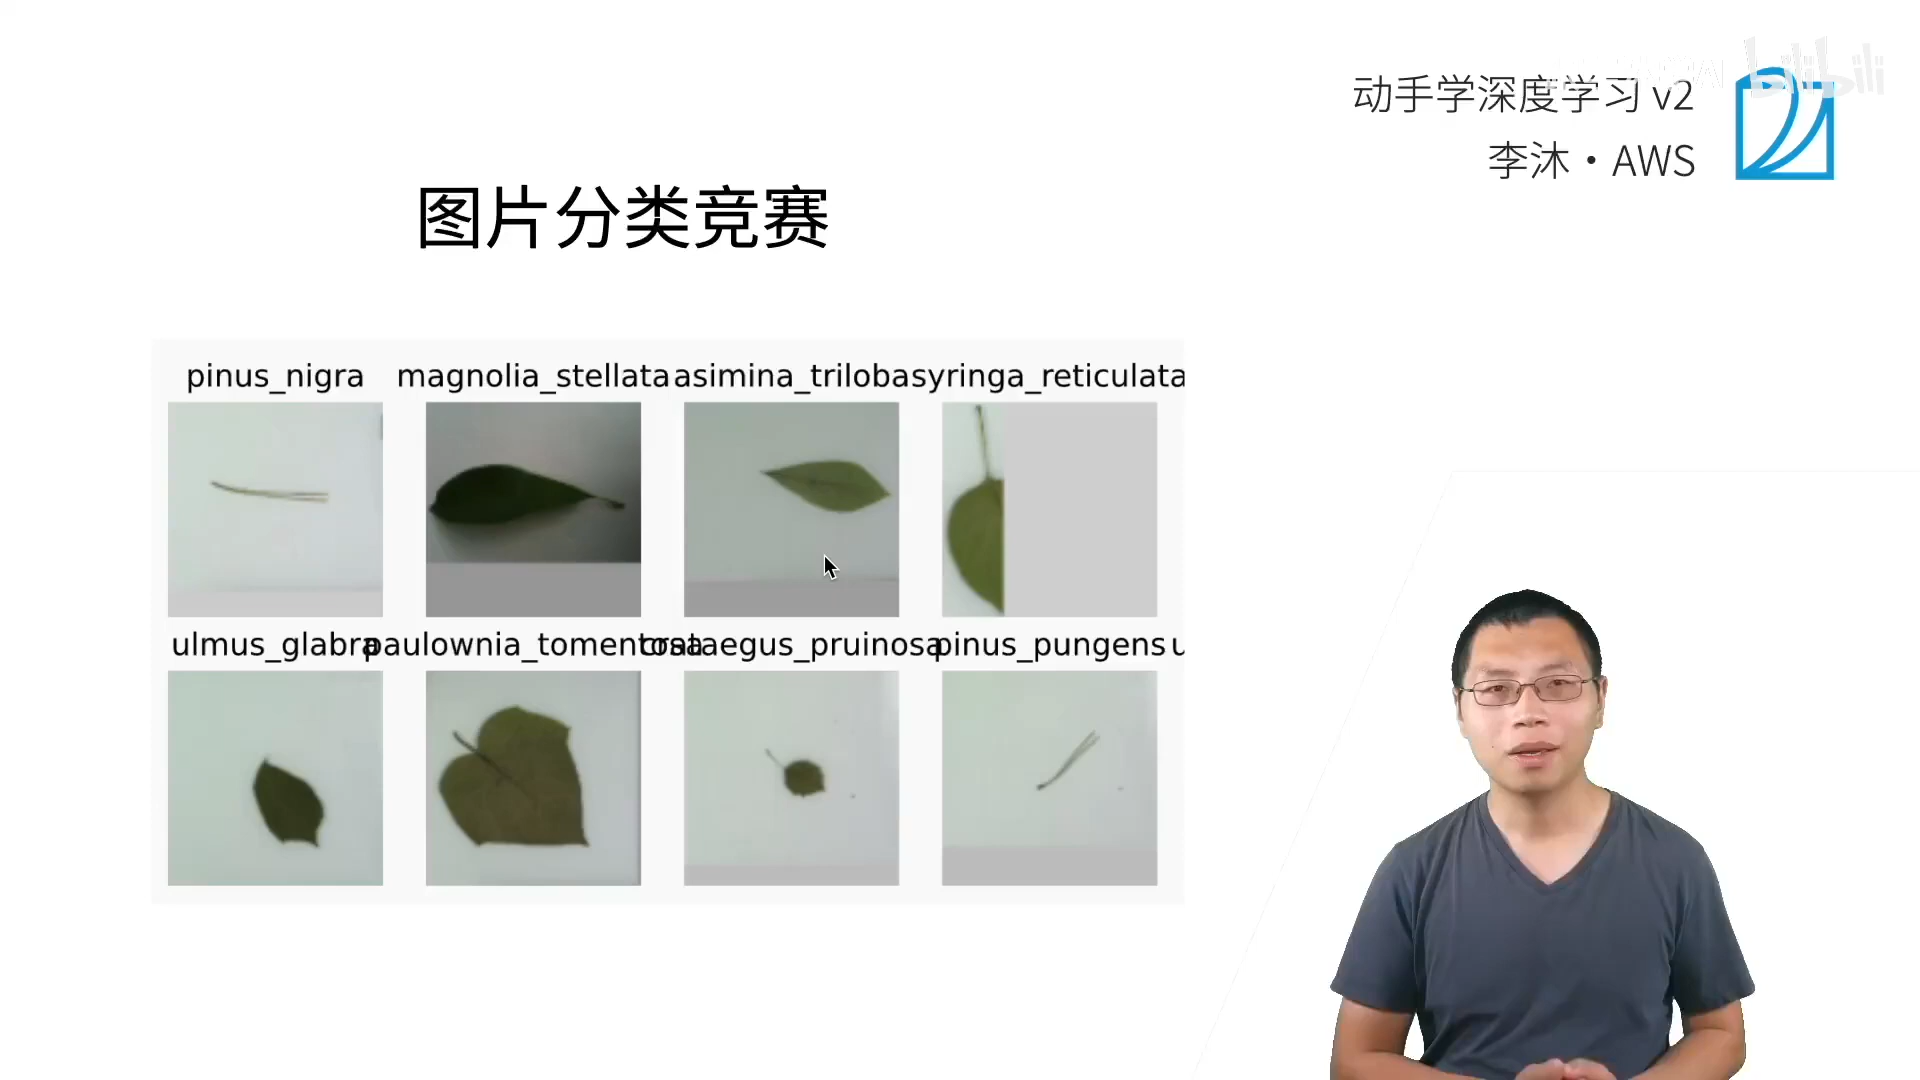 动手学深度学习 v2
李沐·AWS
bilibili
图片分类竞赛
pinus_nigra magnolia_stellata asimina_triloba syringa_reticulata
ulmus_glabra paulownia_tomentosa crataegus_pruinosa pinus_pungens u